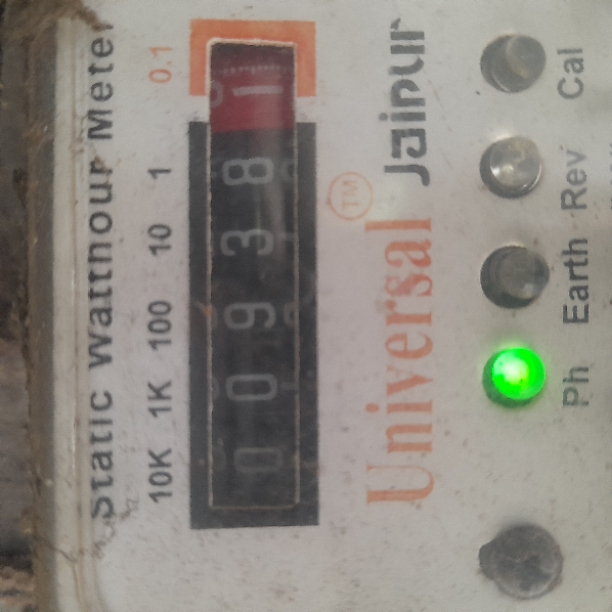 Static Watthour Meter
10K 1K 100 10 1 0.1
0 0 9 3 8 1
Universal TM Jaipur
Ph Earth Rev Cal